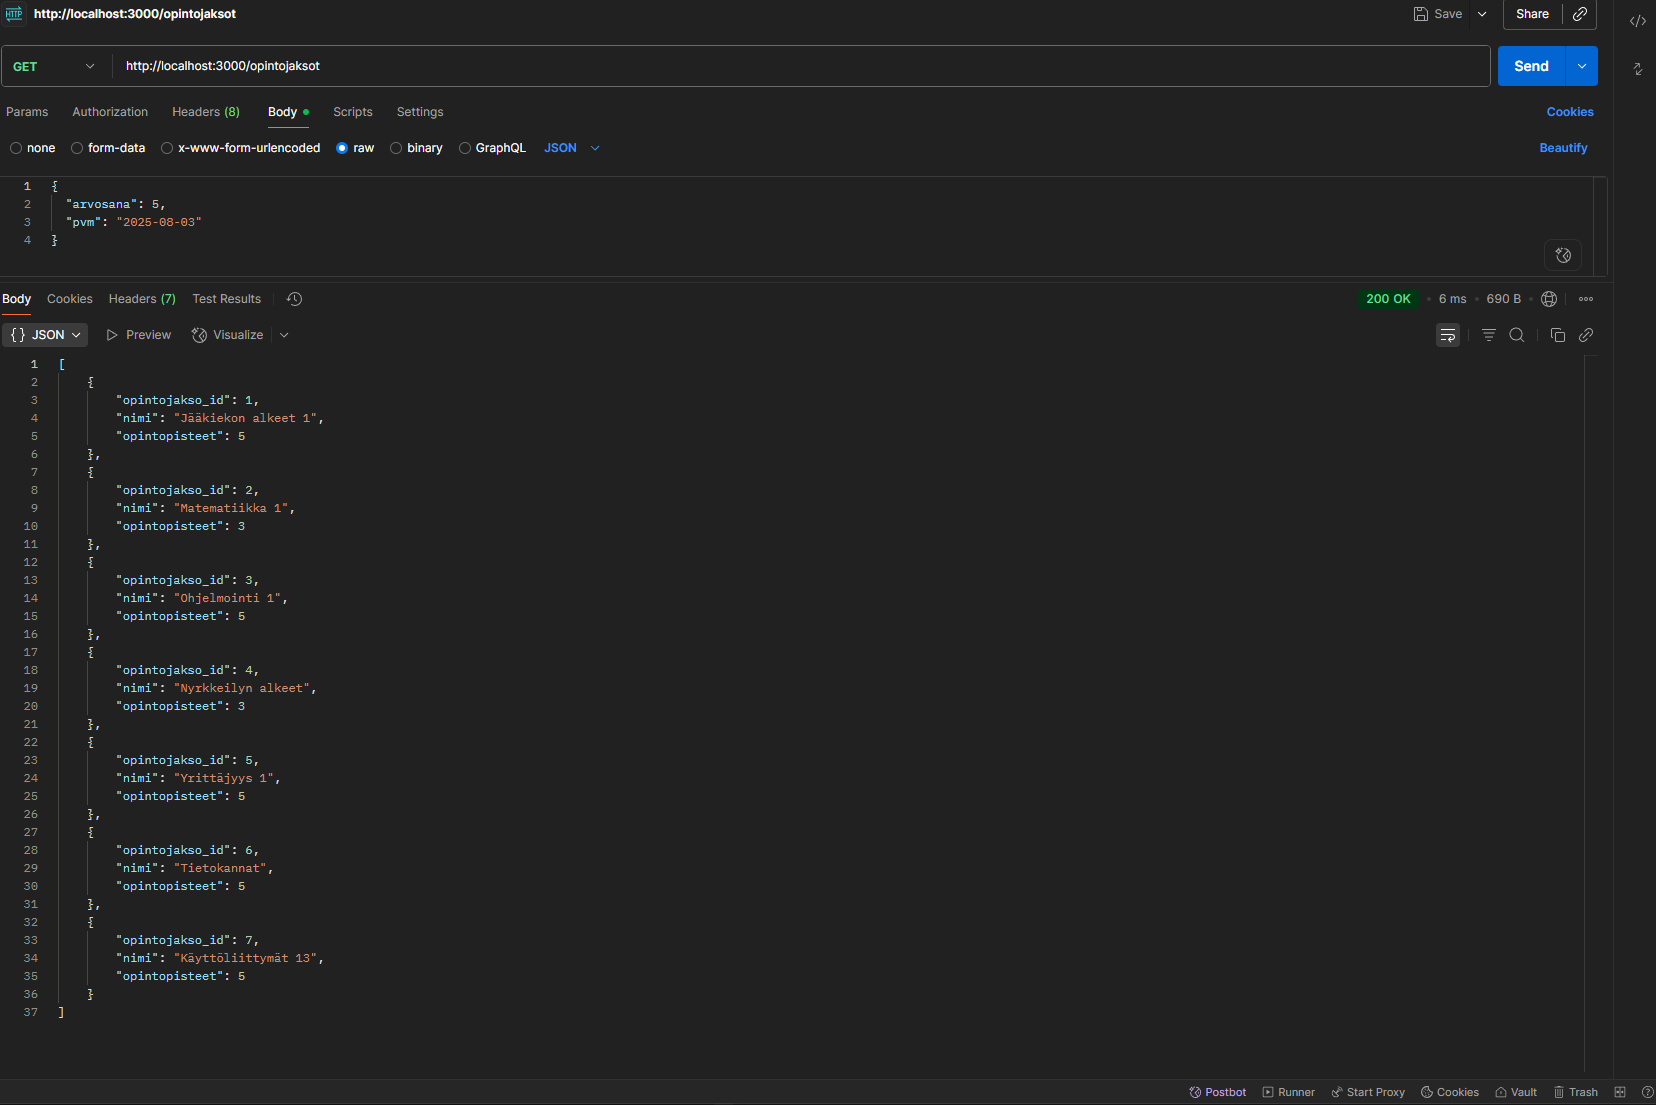 HTTP http://localhost:3000/opintojaksot Save Share
GET http://localhost:3000/opintojaksot Send
Params Authorization Headers (8) Body Scripts Settings Cookies
none form-data x-www-form-urlencoded raw binary GraphQL JSON Beautify
1 {
2 "arvosana": 5,
3 "pvm": "2025-08-03"
4 }
Body Cookies Headers (7) Test Results 200 OK • 6 ms • 690 B •
{} JSON Preview Visualize
1 [
2 {
3 "opintojakso_id": 1,
4 "nimi": "Jääkiekon alkeet 1",
5 "opintopisteet": 5
6 },
7 {
8 "opintojakso_id": 2,
9 "nimi": "Matematiikka 1",
10 "opintopisteet": 3
11 },
12 {
13 "opintojakso_id": 3,
14 "nimi": "Ohjelmointi 1",
15 "opintopisteet": 5
16 },
17 {
18 "opintojakso_id": 4,
19 "nimi": "Nyrkkeilyn alkeet",
20 "opintopisteet": 3
21 },
22 {
23 "opintojakso_id": 5,
24 "nimi": "Yrittäjyys 1",
25 "opintopisteet": 5
26 },
27 {
28 "opintojakso_id": 6,
29 "nimi": "Tietokannat",
30 "opintopisteet": 5
31 },
32 {
33 "opintojakso_id": 7,
34 "nimi": "Käyttöliittymät 13",
35 "opintopisteet": 5
36 }
37 ]
Postbot Runner Start Proxy Cookies Vault Trash